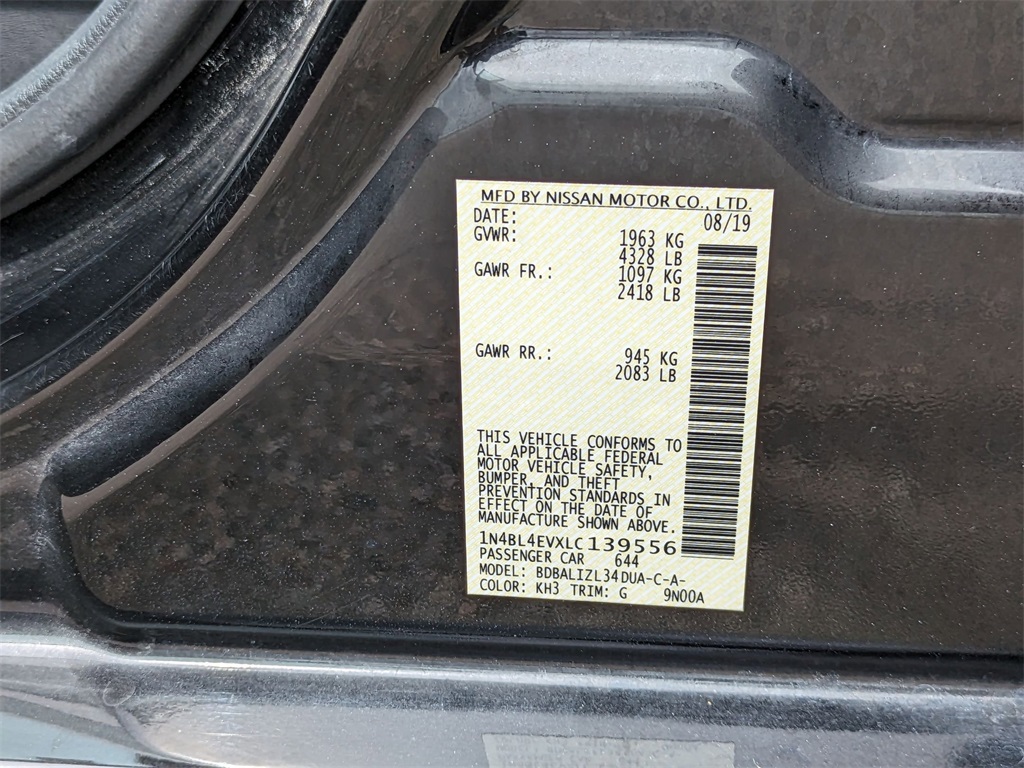 MFD BY NISSAN MOTOR CO., LTD.
DATE: 08/19
GVWR: 1963 KG
4328 LB
GAWR FR.: 1097 KG
2418 LB
GAWR RR.: 945 KG
2083 LB
THIS VEHICLE CONFORMS TO
ALL APPLICABLE FEDERAL
MOTOR VEHICLE SAFETY,
BUMPER, AND THEFT
PREVENTION STANDARDS IN
EFFECT ON THE DATE OF
MANUFACTURE SHOWN ABOVE.
1N4BL4EVXLC139556
PASSENGER CAR 644
MODEL: BDBALIZL34DUA-C-A-
COLOR: KH3 TRIM: G 9N00A